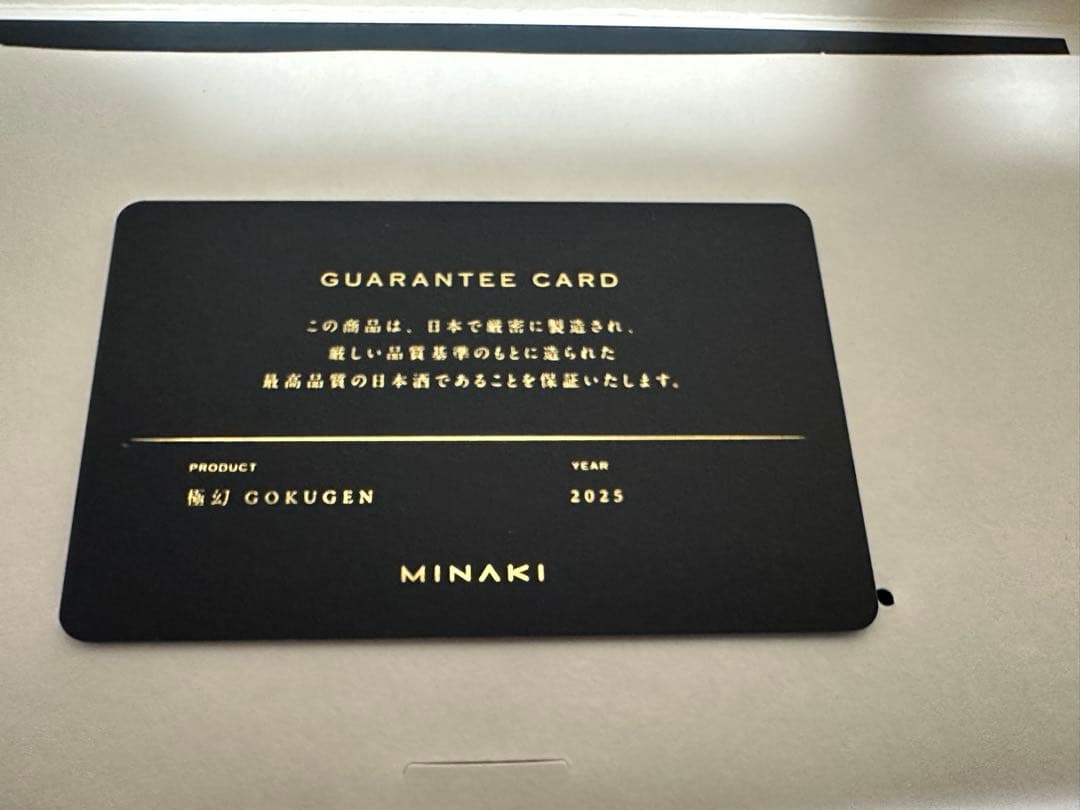 GUARANTEE CARD
この商品は、日本で厳密に製造され、
厳しい品質基準のもとに造られた
最高品質の日本酒であることを保証いたします。
PRODUCT YEAR
極幻 GOKUGEN 2025
MINAKI